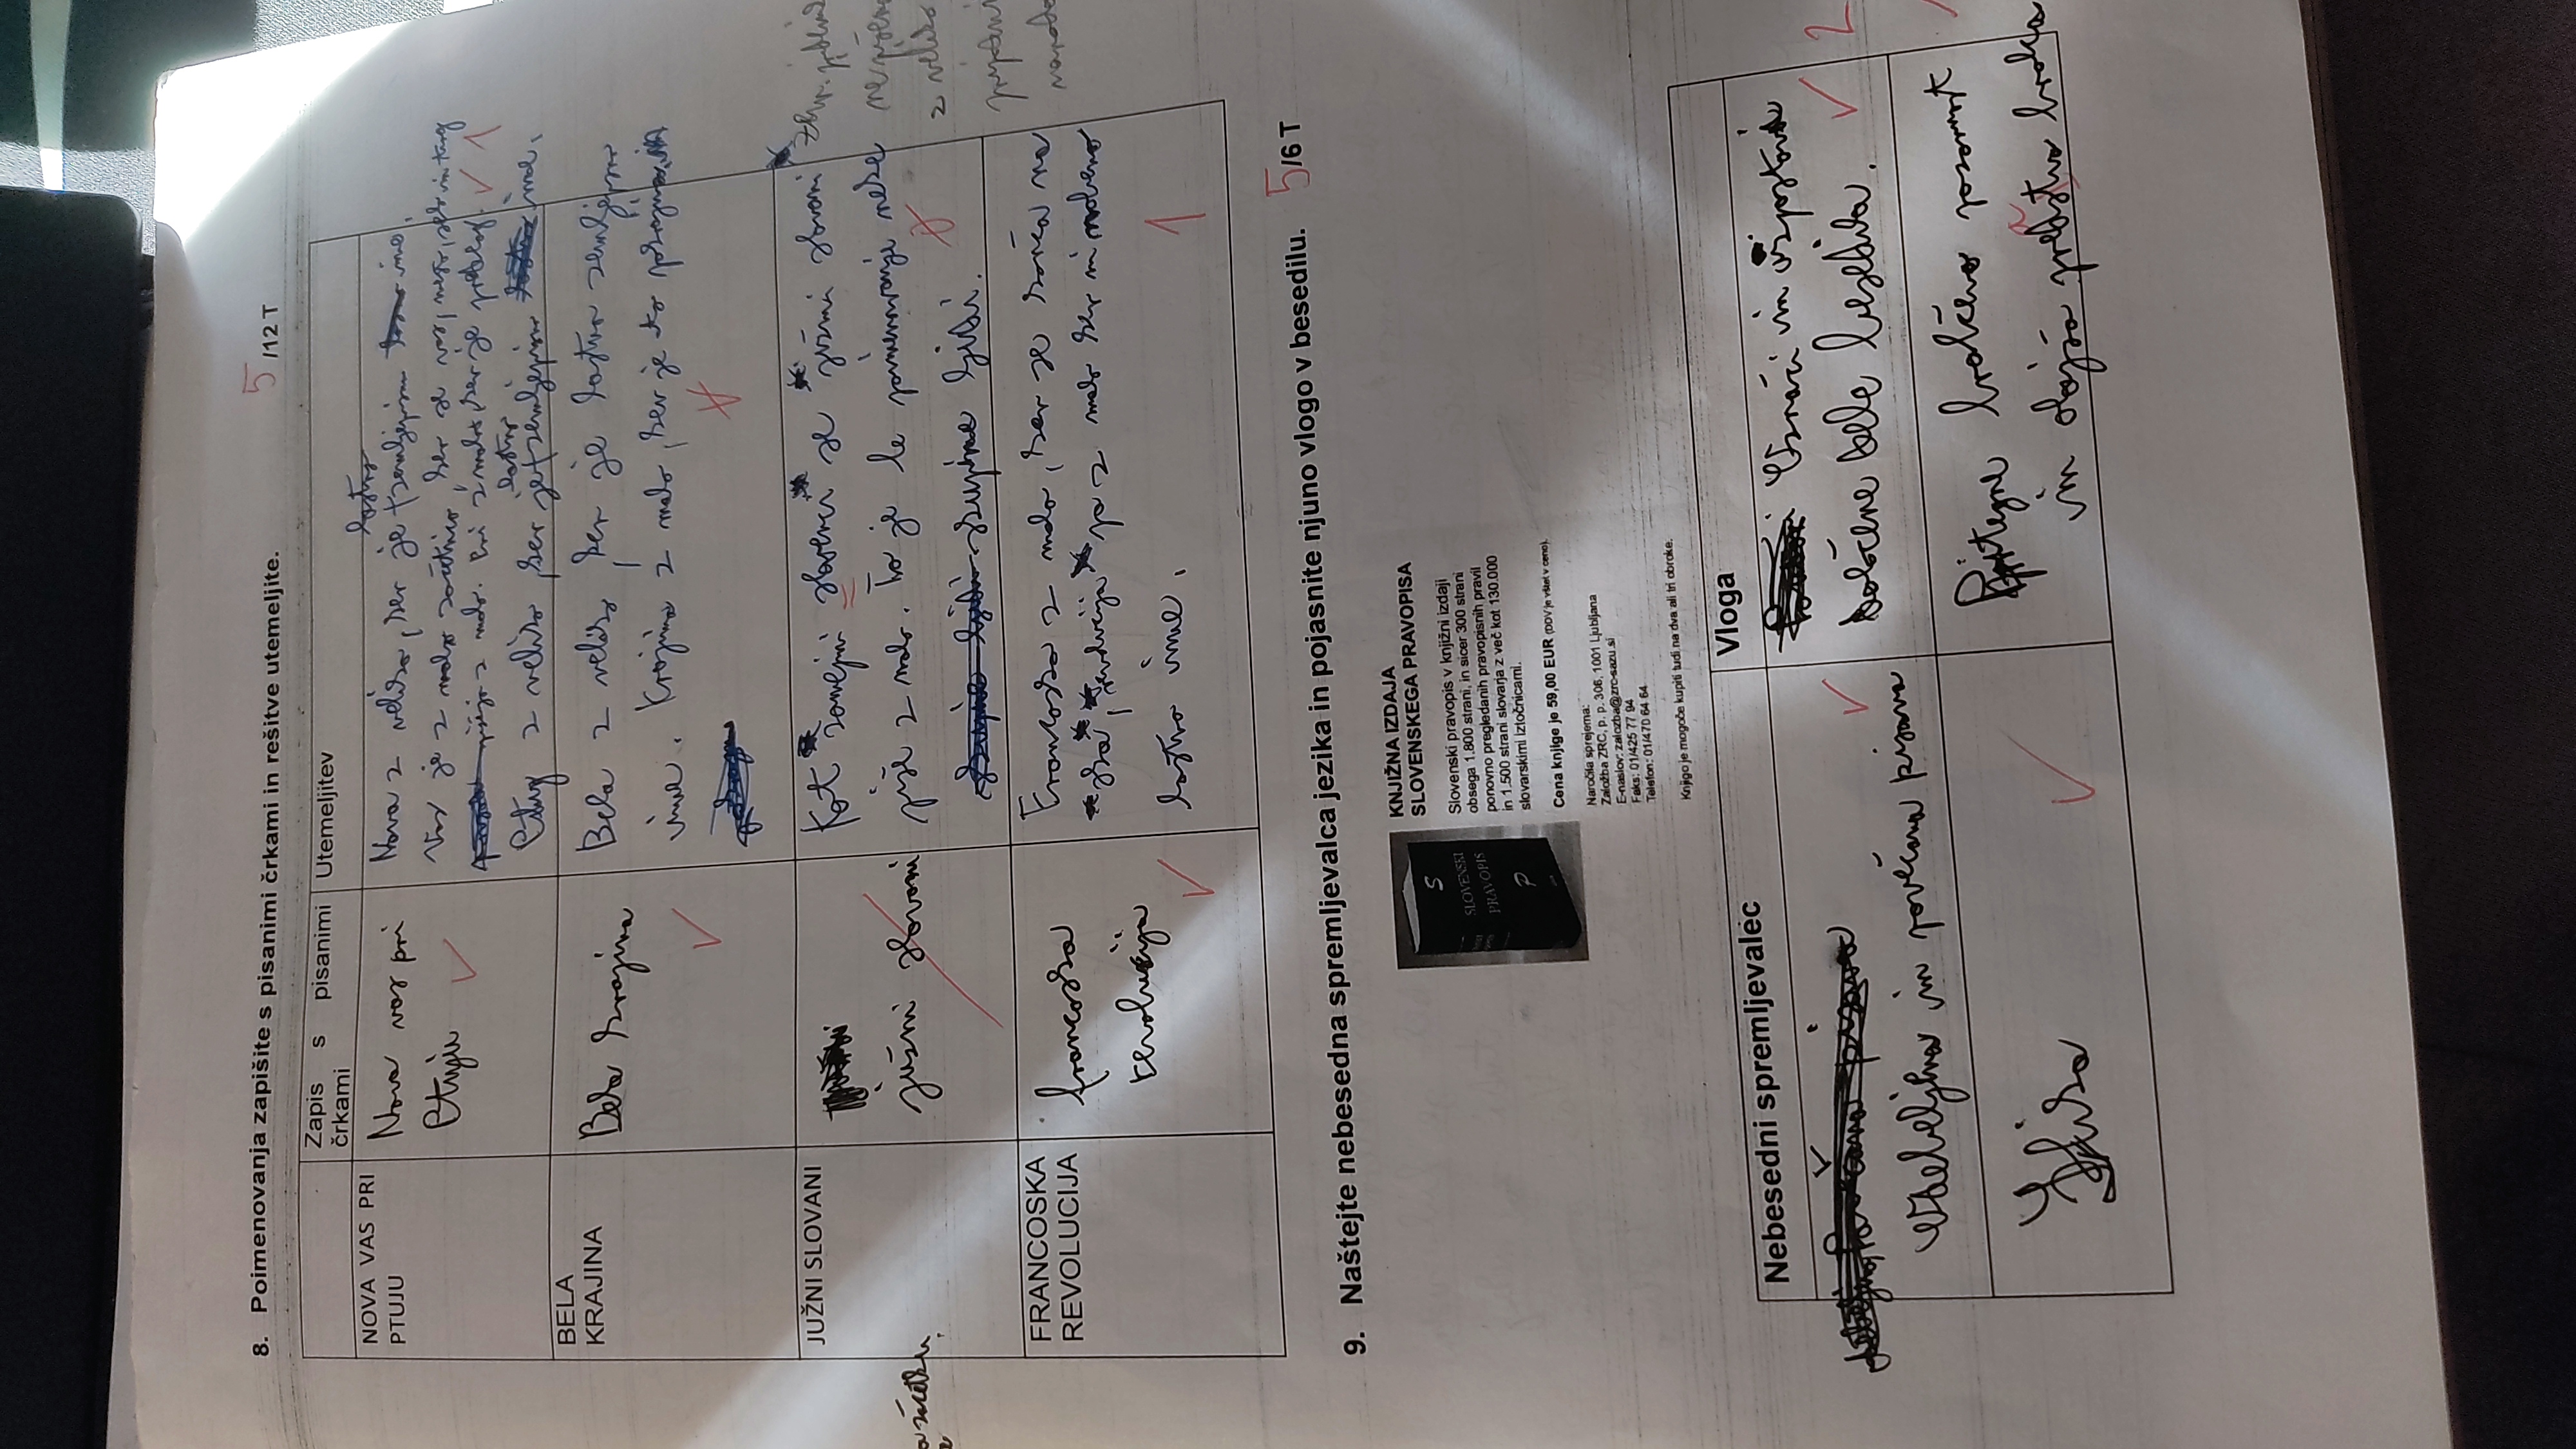 8. Poimenovanja zapišite s pisanimi črkami in rešitve utemeljite.
5 /12 T
Zapis s pisanimi črkami
Utemeljitev
NOVA VAS PRI
PTUJU
Nova vas pri
Ptuju
Nova z veliko, ker je lastno zemljepisno ime.
Vas je z malo začetnico, ker se vas, mesto, selo in trg
pišejo z malo. Pri z malo, ker je predlog. 1
Ptuj z veliko, ker je lastno zemljepisno ime.
BELA
KRAJINA
Bela krajina
Bela z veliko, ker je lastno zemljepisno
ime. Krajina z malo, ker je to pokrajina.
JUŽNI SLOVANI
južni slovani
Kot zamejni slovenci se južni slovani
piše z malo. To je le poimenovanje neke
skupine ljudi.
ne pišemo
z veliko
FRANCOSKA
REVOLUCIJA
francoska
revolucija
Francoska z malo, ker se konča na
ska, revolucija pa z malo ker ni nobeno
lastno ime.
1
9. Naštejte nebesedna spremljevalca jezika in pojasnite njuno vlogo v besedilu. 5/6 T
S
SLOVENSKI
PRAVOPIS
P
KNJIŽNA IZDAJA
SLOVENSKEGA PRAVOPISA
Slovenski pravopis v knjižni izdaji
obsega 1.800 strani, in sicer 300 strani
ponovno pregledanih pravopisnih pravil
in 1.500 strani slovarja z več kot 130.000
slovarskimi iztočnicami.
Cena knjige je 59,00 EUR (DDV je vštet v ceno).
Naročila sprejema:
Založba ZRC, p. p. 306, 1001 Ljubljana
E-naslov: zalozba@zrc-sazu.si
Faks: 01/425 77 94
Telefon: 01/470 64 64
Knjigo je mogoče kupiti tudi na dva ali tri obroke.
Nebesedni spremljevalec
Vloga
Odebeljena in povečana pisava
Označi in izpostavi
določene dele besedila.
2
Slika
Pritegne bralčevo pozornost
in olajša predstavo bralca